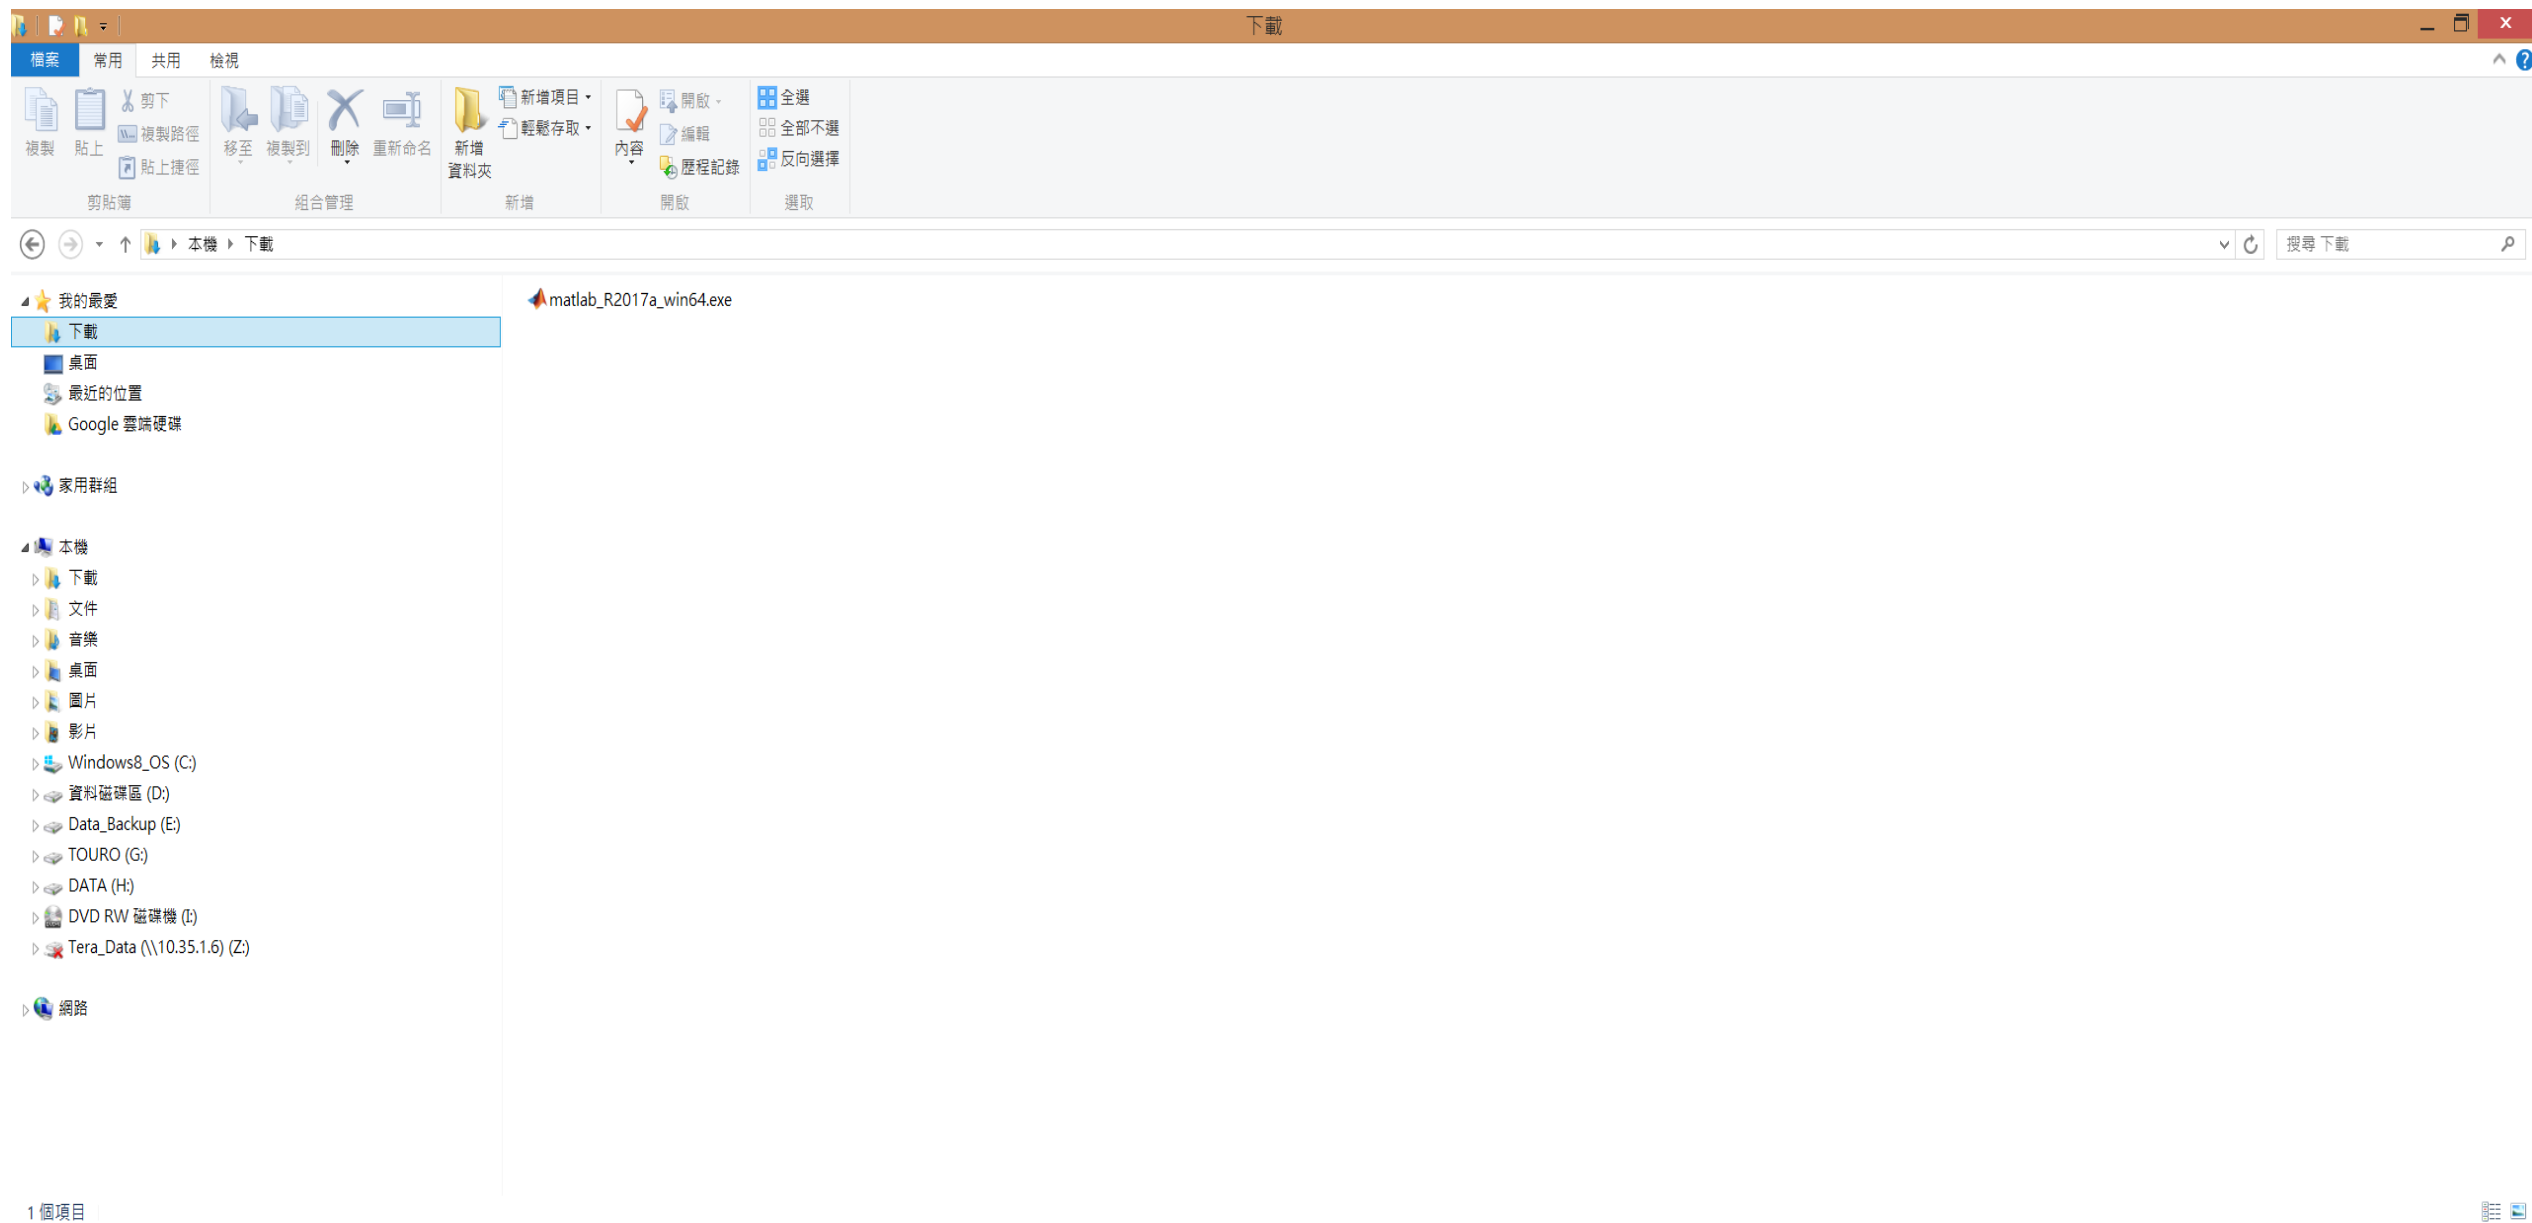 下載
檔案 常用 共用 檢視
複製 貼上 剪下 複製路徑 貼上捷徑
移至 複製到 刪除 重新命名
新增資料夾 新增項目 輕鬆存取
內容 開啟 編輯 歷程記錄
全選 全部不選 反向選擇
剪貼簿 組合管理 新增 開啟 選取
本機 下載 搜尋 下載
我的最愛
下載
桌面
最近的位置
Google 雲端硬碟
家用群組
本機
下載
文件
音樂
桌面
圖片
影片
Windows8_OS (C:)
資料磁碟區 (D:)
Data_Backup (E:)
TOURO (G:)
DATA (H:)
DVD RW 磁碟機 (I:)
Tera_Data (\\10.35.1.6) (Z:)
網路
matlab_R2017a_win64.exe
1 個項目